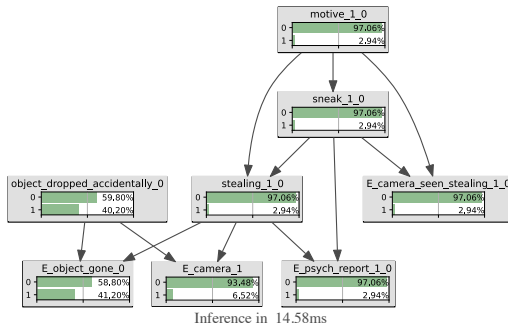 motive_1_0
0 97.06%
1 2.94%
sneak_1_0
0 97.06%
1 2.94%
object_dropped_accidentally_0
0 59.80%
1 40.20%
stealing_1_0
0 97.06%
1 2.94%
E_camera_seen_stealing_1_0
0 97.06%
1 2.94%
E_object_gone_0
0 58.80%
1 41.20%
E_camera_1
0 93.48%
1 6.52%
E_psych_report_1_0
0 97.06%
1 2.94%
Inference in 14.58ms